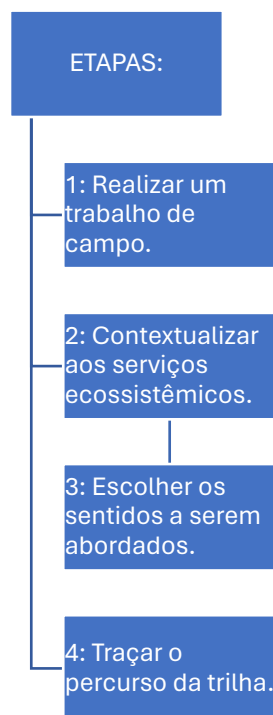 ETAPAS:
1: Realizar um
trabalho de
campo.
2: Contextualizar
aos serviços
ecossistêmicos.
3: Escolher os
sentidos a serem
abordados.
4: Traçar o
percurso da trilha.